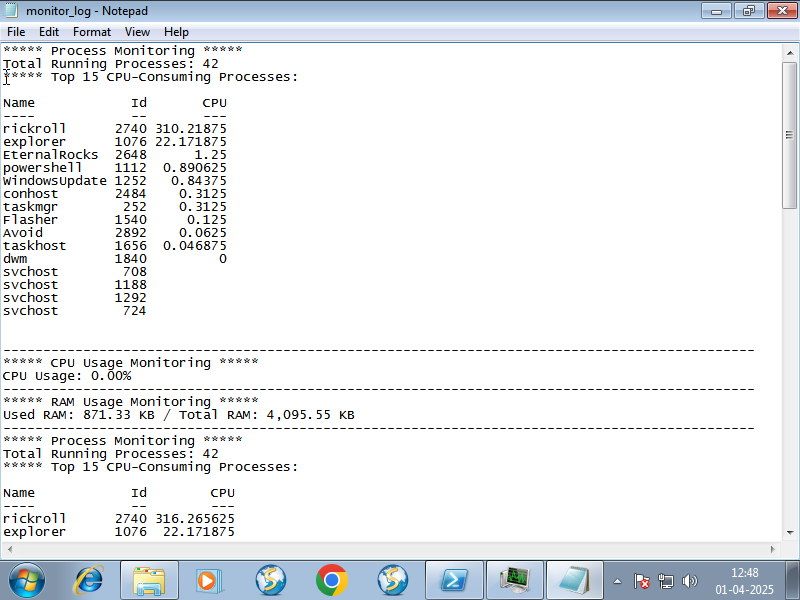 monitor_log - Notepad
File Edit Format View Help
***** Process Monitoring *****
Total Running Processes: 42
***** Top 15 CPU-Consuming Processes:
Name Id CPU
---- -- ---
rickroll 2740 310.21875
explorer 1076 22.171875
EternalRocks 2648 1.25
powershell 1112 0.890625
WindowsUpdate 1252 0.84375
conhost 2484 0.3125
taskmgr 252 0.3125
Flasher 1540 0.125
Avoid 2892 0.0625
taskhost 1656 0.046875
dwm 1840 0
svchost 708
svchost 1188
svchost 1292
svchost 724
-----------------------------------------------------------------------------------------------
***** CPU Usage Monitoring *****
CPU Usage: 0.00%
-----------------------------------------------------------------------------------------------
***** RAM Usage Monitoring *****
Used RAM: 871.33 KB / Total RAM: 4,095.55 KB
-----------------------------------------------------------------------------------------------
***** Process Monitoring *****
Total Running Processes: 42
***** Top 15 CPU-Consuming Processes:
Name Id CPU
---- -- ---
rickroll 2740 316.265625
explorer 1076 22.171875
12:48
01-04-2025